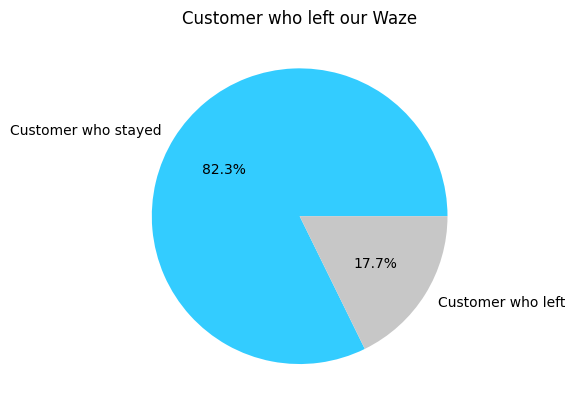 Customer who left our Waze
Customer who stayed
82.3%
17.7%
Customer who left